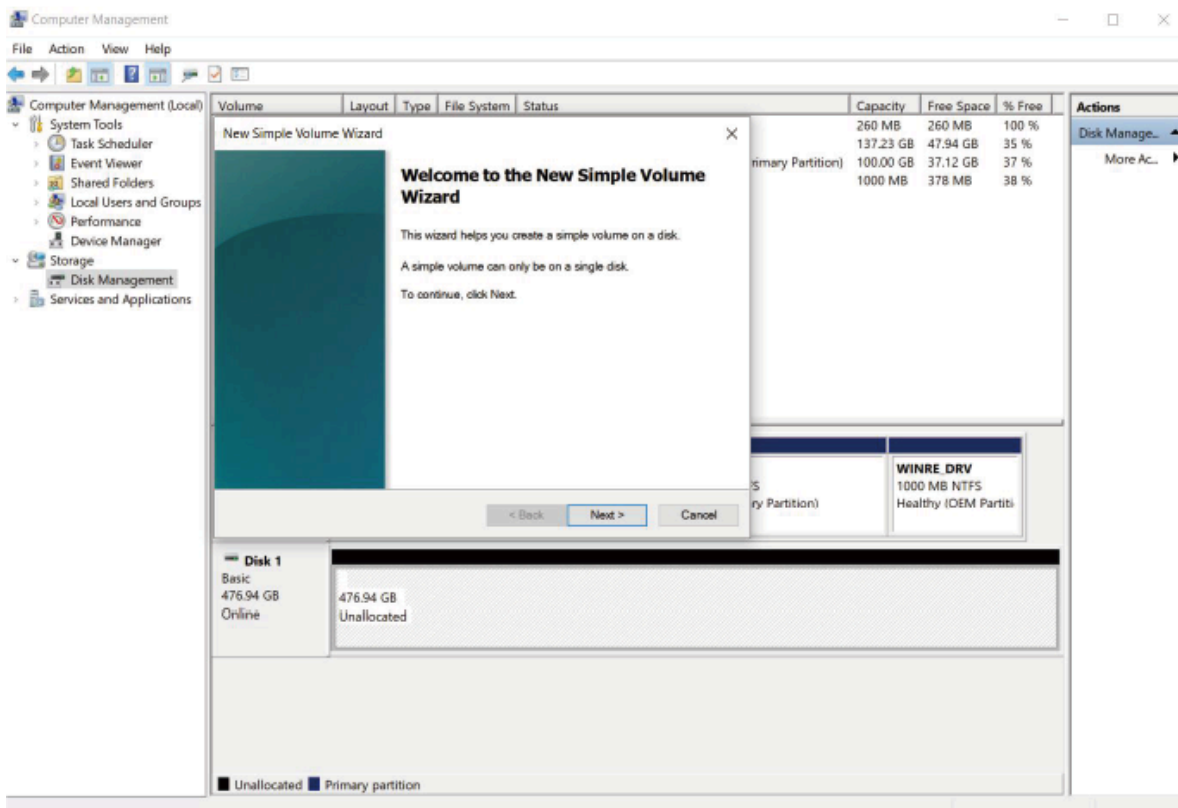 Computer Management
File Action View Help
Computer Management (Local)
System Tools
Task Scheduler
Event Viewer
Shared Folders
Local Users and Groups
Performance
Device Manager
Storage
Disk Management
Services and Applications
Volume Layout Type File System Status Capacity Free Space % Free
260 MB 260 MB 100 %
137.23 GB 47.94 GB 35 %
rimary Partition) 100.00 GB 37.12 GB 37 %
1000 MB 378 MB 38 %
New Simple Volume Wizard
Welcome to the New Simple Volume
Wizard
This wizard helps you create a simple volume on a disk.
A simple volume can only be on a single disk.
To continue, click Next.
< Back Next > Cancel
WINRE_DRV
1000 MB NTFS
Healthy (OEM Partiti
S
ry Partition)
Disk 1
Basic
476.94 GB
Online
476.94 GB
Unallocated
Unallocated Primary partition
Actions
Disk Manage...
More Ac...